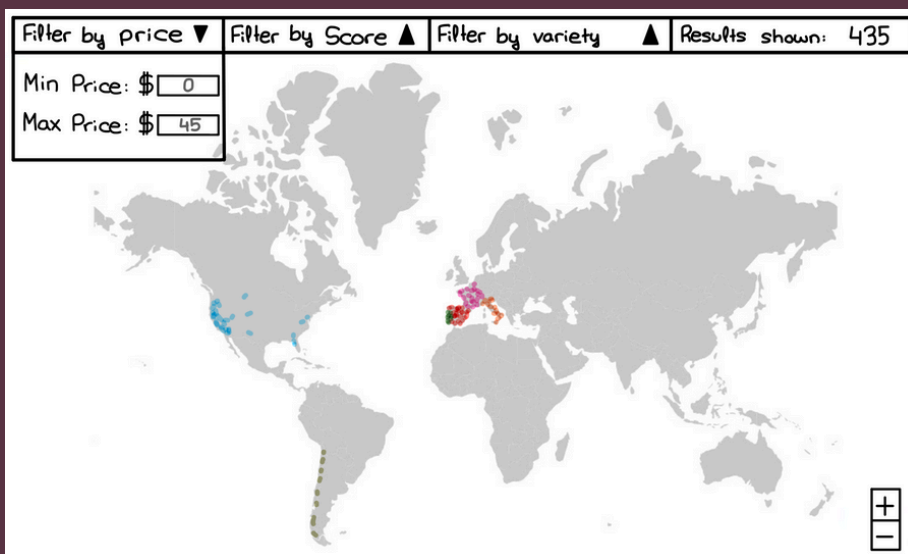 Filter by price ▼ Filter by Score ▲ Filter by variety ▲ Results shown: 435
Min Price: $ 0
Max Price: $ 45
+
−